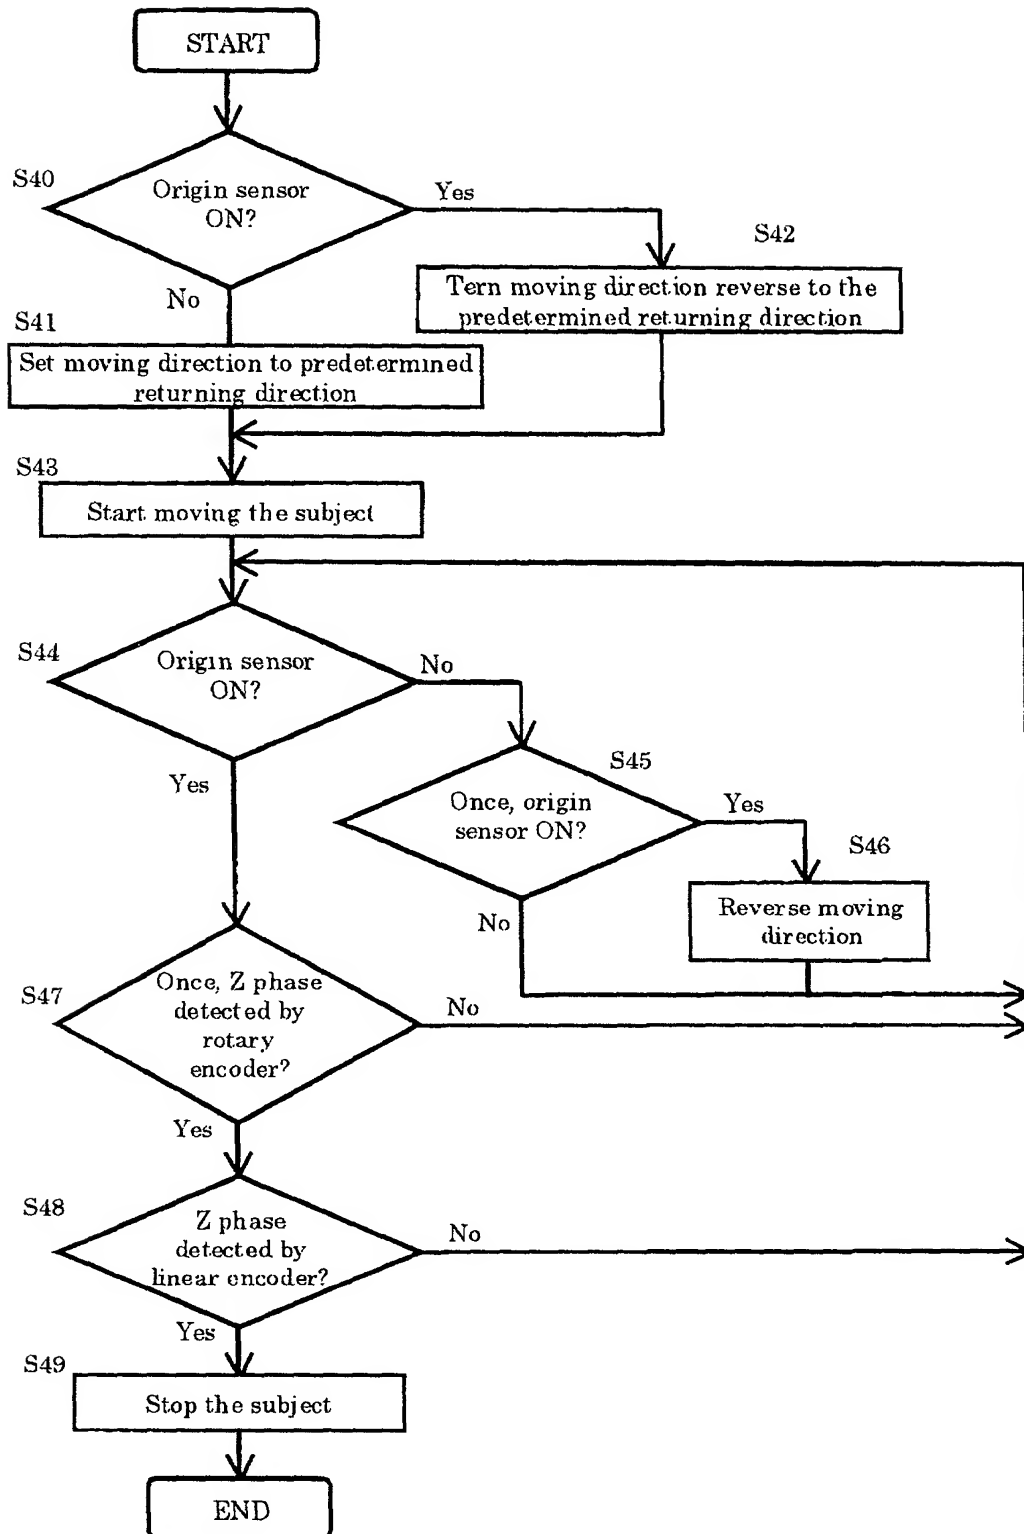 START
S40
Origin sensor
ON?
Yes
S42
No
Tern moving direction reverse to the
predetermined returning direction
S41
Set moving direction to predetermined
returning direction
S43
Start moving the subject
S44
Origin sensor
ON?
No
Yes
S45
Once, origin
sensor ON?
Yes
S46
No
Reverse moving
direction
S47
Once, Z phase
detected by
rotary
encoder?
No
Yes
S48
Z phase
detected by
linear encoder?
No
Yes
S49
Stop the subject
END